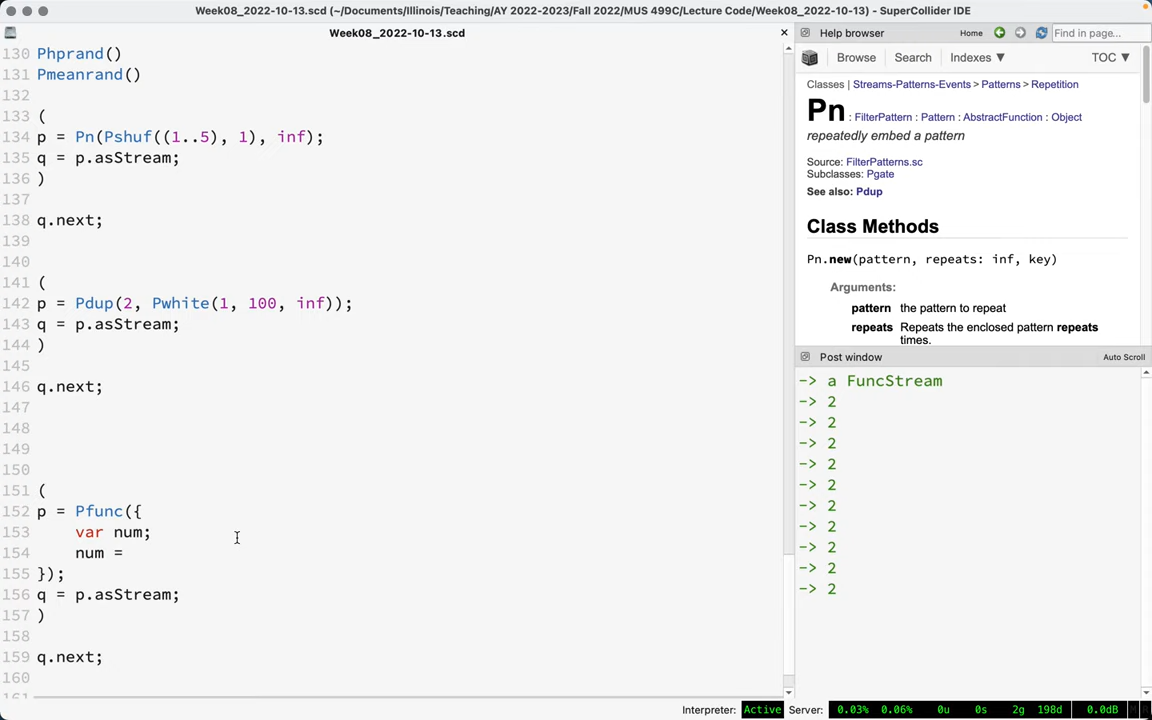 Week08_2022-10-13.scd (~/Documents/Illinois/Teaching/AY 2022-2023/Fall 2022/MUS 499C/Lecture Code/Week08_2022-10-13) - SuperCollider IDE
Week08_2022-10-13.scd
130 Phprand()
131 Pmeanrand()
132
133 (
134 p = Pn(Pshuf((1..5), 1), inf);
135 q = p.asStream;
136 )
137
138 q.next;
139
140
141 (
142 p = Pdup(2, Pwhite(1, 100, inf));
143 q = p.asStream;
144 )
145
146 q.next;
147
148
149
150
151 (
152 p = Pfunc({
153 var num;
154 num =
155 });
156 q = p.asStream;
157 )
158
159 q.next;
160
161
Help browser Home Find in page...
Browse Search Indexes ▼ TOC ▼
Classes | Streams-Patterns-Events > Patterns > Repetition
Pn : FilterPattern : Pattern : AbstractFunction : Object
repeatedly embed a pattern
Source: FilterPatterns.sc
Subclasses: Pgate
See also: Pdup
Class Methods
Pn.new(pattern, repeats: inf, key)
Arguments:
pattern the pattern to repeat
repeats Repeats the enclosed pattern repeats
times.
Post window Auto Scroll
-> a FuncStream
-> 2
-> 2
-> 2
-> 2
-> 2
-> 2
-> 2
-> 2
-> 2
-> 2
Interpreter: Active Server: 0.03% 0.06% 0u 0s 2g 198d 0.0dB